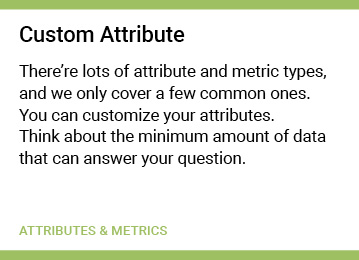 Custom Attribute
There’re lots of attribute and metric types,
and we only cover a few common ones.
You can customize your attributes.
Think about the minimum amount of data
that can answer your question.
ATTRIBUTES & METRICS